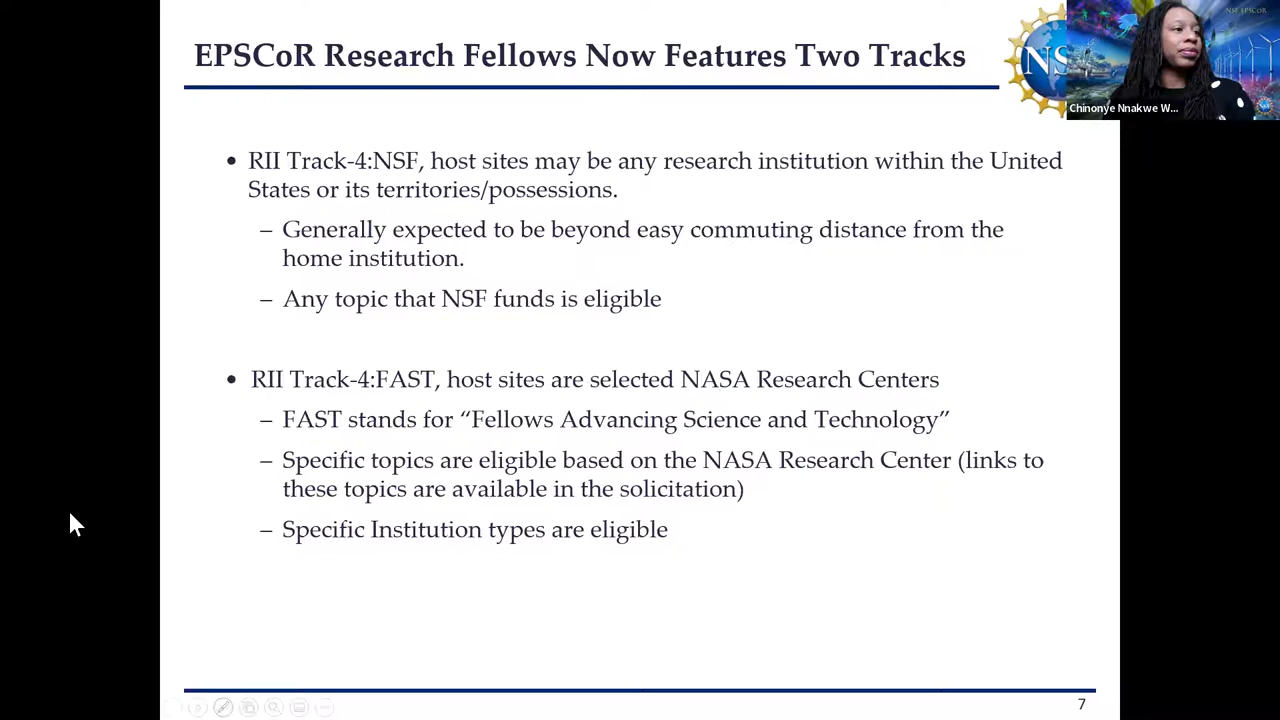 EPSCoR Research Fellows Now Features Two Tracks
NS
NSF EPSCoR
Chinonye Nnakwe W...
• RII Track-4:NSF, host sites may be any research institution within the United
States or its territories/possessions.
– Generally expected to be beyond easy commuting distance from the
home institution.
– Any topic that NSF funds is eligible
• RII Track-4:FAST, host sites are selected NASA Research Centers
– FAST stands for “Fellows Advancing Science and Technology”
– Specific topics are eligible based on the NASA Research Center (links to
these topics are available in the solicitation)
– Specific Institution types are eligible
7